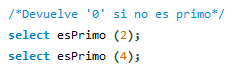 /*Devuelve '0' si no es primo*/
select esPrimo (2);
select esPrimo (4);